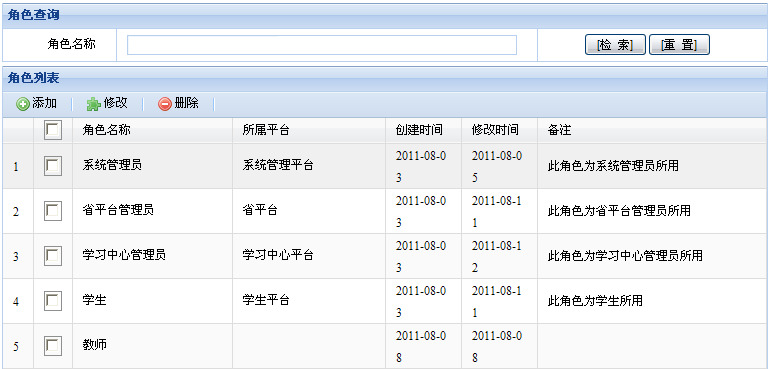 角色查询
角色名称 [检 索] [重 置]
角色列表
添加 修改 删除
角色名称 所属平台 创建时间 修改时间 备注
1 系统管理员 系统管理平台 2011-08-03 2011-08-05 此角色为系统管理员所用
2 省平台管理员 省平台 2011-08-03 2011-08-11 此角色为省平台管理员所用
3 学习中心管理员 学习中心平台 2011-08-03 2011-08-12 此角色为学习中心管理员所用
4 学生 学生平台 2011-08-03 2011-08-11 此角色为学生所用
5 教师 2011-08-08 2011-08-08